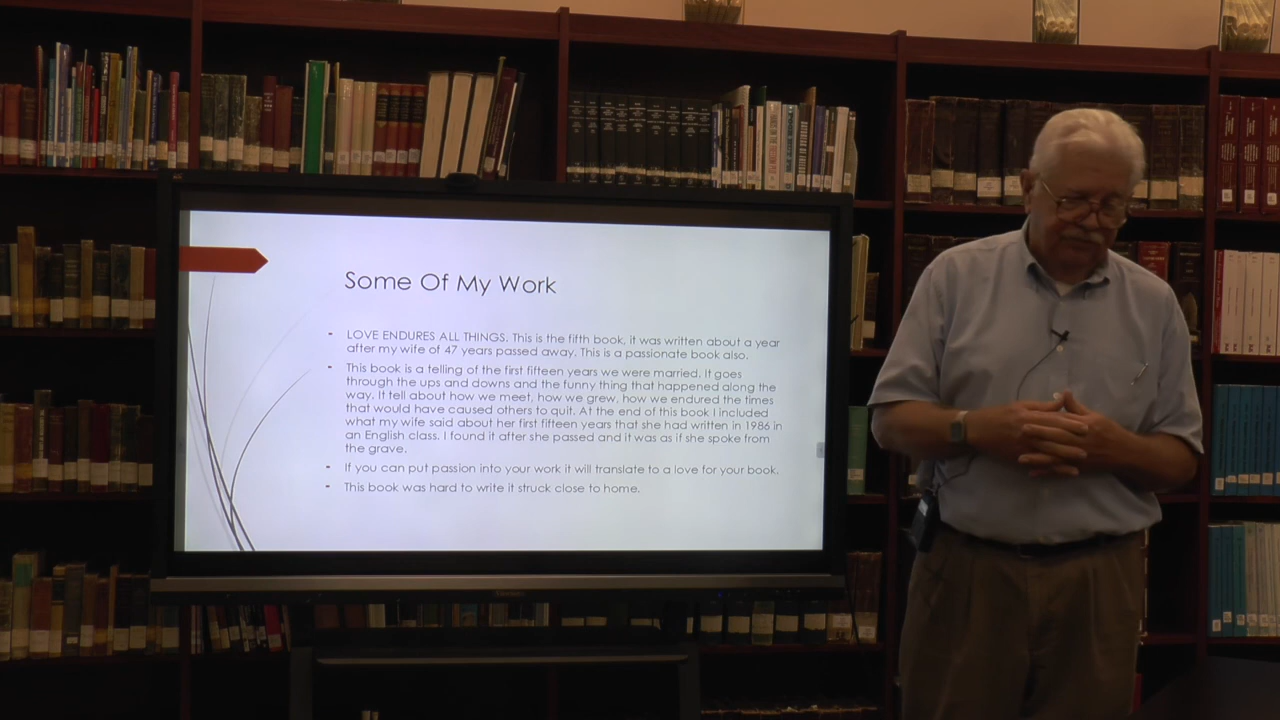 Some Of My Work
- LOVE ENDURES ALL THINGS. This is the fifth book, it was written about a year
after my wife of 47 years passed away. This is a passionate book also.
- This book is a telling of the first fifteen years we were married. It goes
through the ups and downs and the funny thing that happened along the
way. It tell about how we meet, how we grew, how we endured the times
that would have caused others to quit. At the end of this book I included
what my wife said about her first fifteen years that she had written in 1986 in
an English class. I found it after she passed and it was as if she spoke from
the grave.
- If you can put passion into your work it will translate to a love for your book.
- This book was hard to write it struck close to home.